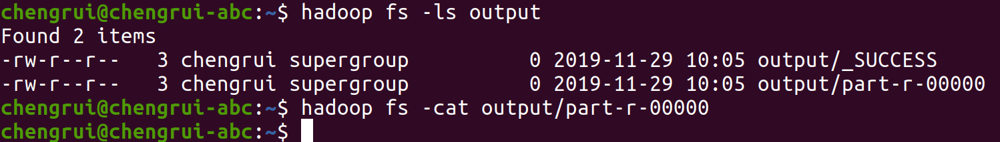 chengrui@chengrui-abc:~$ hadoop fs -ls output
Found 2 items
-rw-r--r--   3 chengrui supergroup          0 2019-11-29 10:05 output/_SUCCESS
-rw-r--r--   3 chengrui supergroup          0 2019-11-29 10:05 output/part-r-00000
chengrui@chengrui-abc:~$ hadoop fs -cat output/part-r-00000
chengrui@chengrui-abc:~$